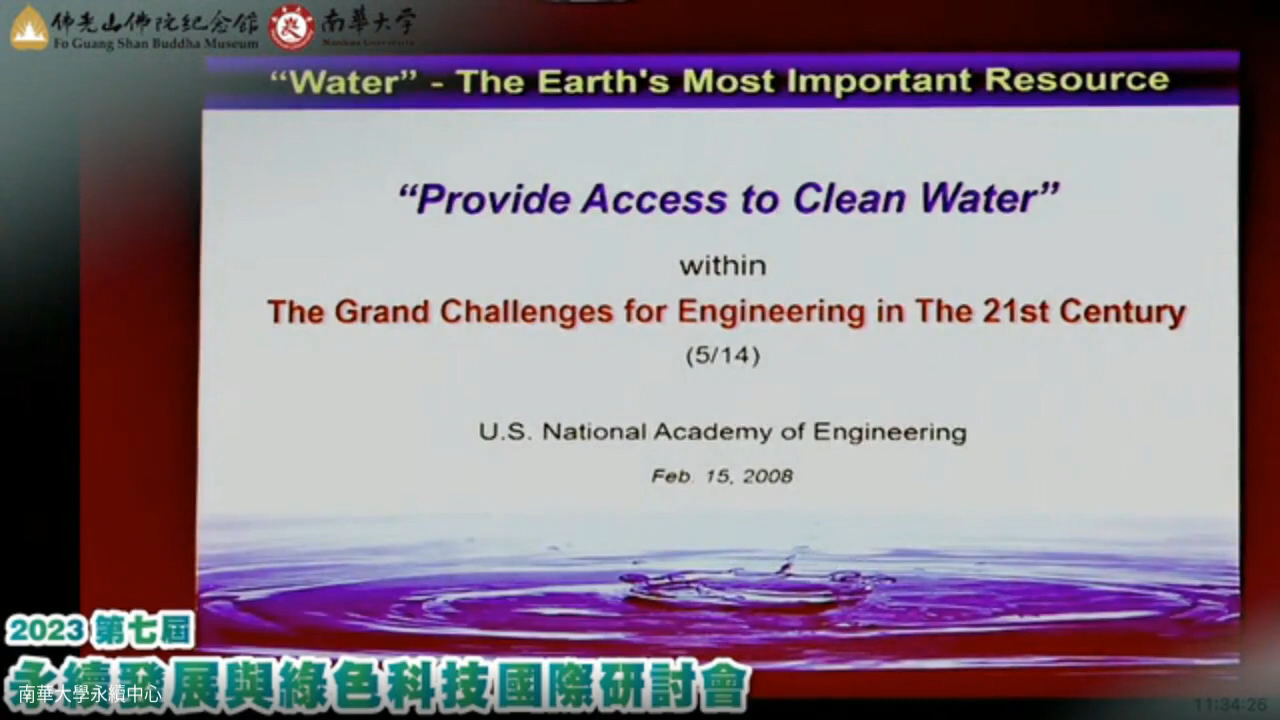 佛光山佛陀紀念館
Fo Guang Shan Buddha Museum
南華大學
Nanhua University
“Water” - The Earth's Most Important Resource
“Provide Access to Clean Water”
within
The Grand Challenges for Engineering in The 21st Century
(5/14)
U.S. National Academy of Engineering
Feb. 15, 2008
2023 第七屆
永續發展與綠色科技國際研討會
南華大學永續中心
11:34:26